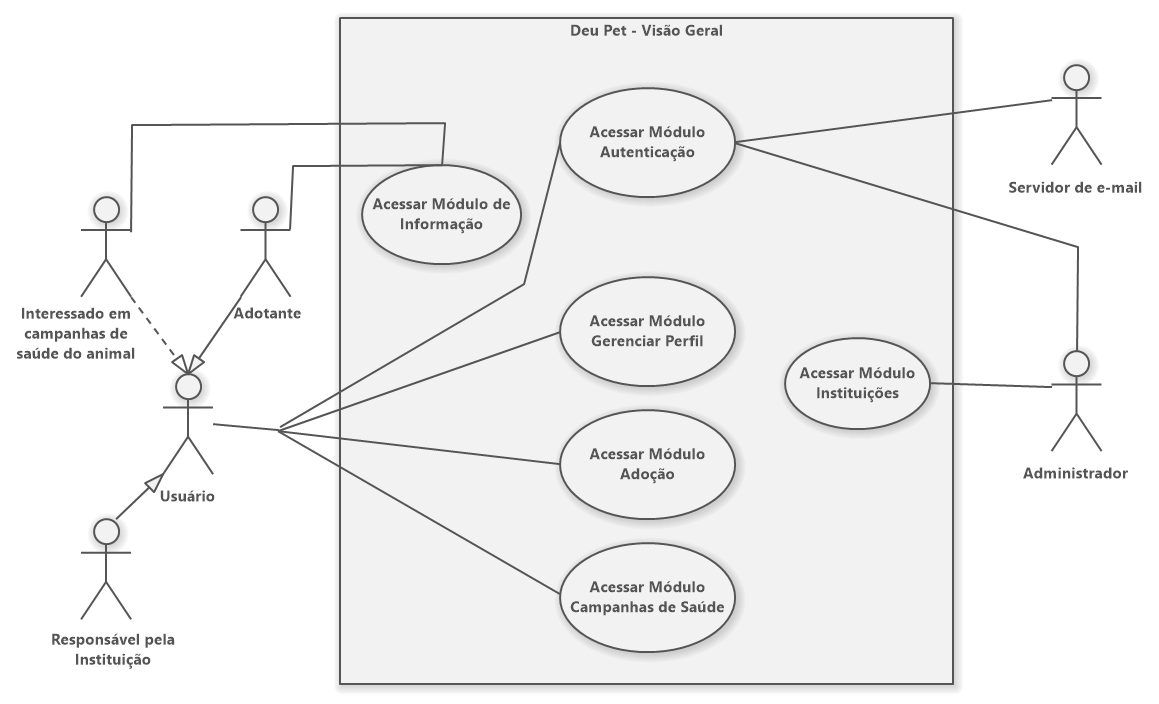 Deu Pet - Visão Geral
Acessar Módulo
Autenticação
Servidor de e-mail
Acessar Módulo de
Informação
Interessado em
campanhas de
saúde do animal
Adotante
Acessar Módulo
Gerenciar Perfil
Acessar Módulo
Instituições
Administrador
Usuário
Acessar Módulo
Adoção
Acessar Módulo
Campanhas de Saúde
Responsável pela
Instituição